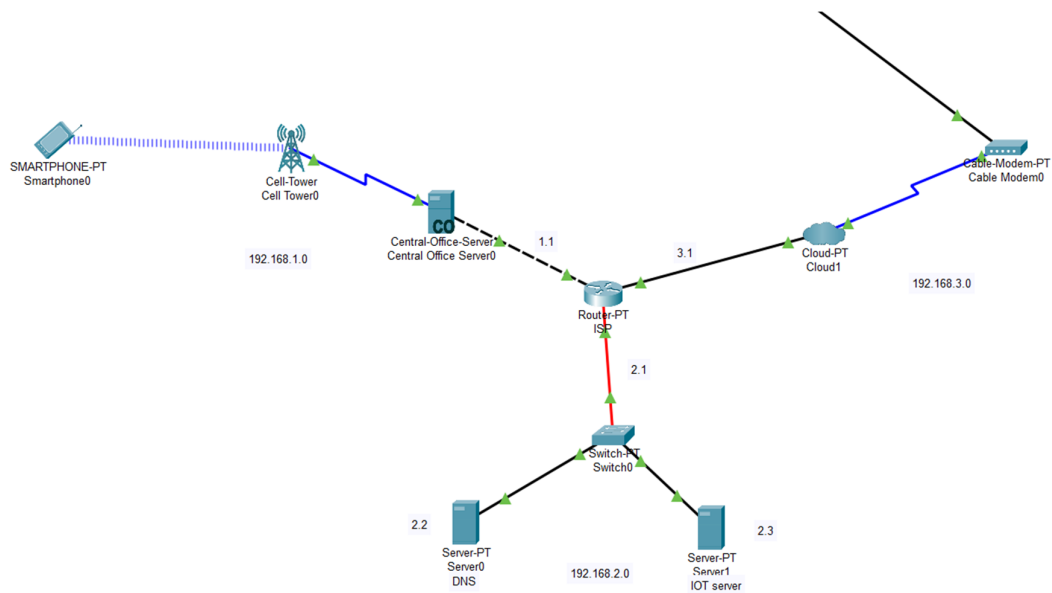 SMARTPHONE-PT
Smartphone0
Cell-Tower
Cell Tower0
192.168.1.0
CO
Central-Office-Server
Central Office Server0
1.1
3.1
Router-PT
ISP
Cloud-PT
Cloud1
Cable-Modem-PT
Cable Modem0
192.168.3.0
2.1
Switch-PT
Switch0
2.2
Server-PT
Server0
DNS
192.168.2.0
Server-PT
Server1
IOT server
2.3